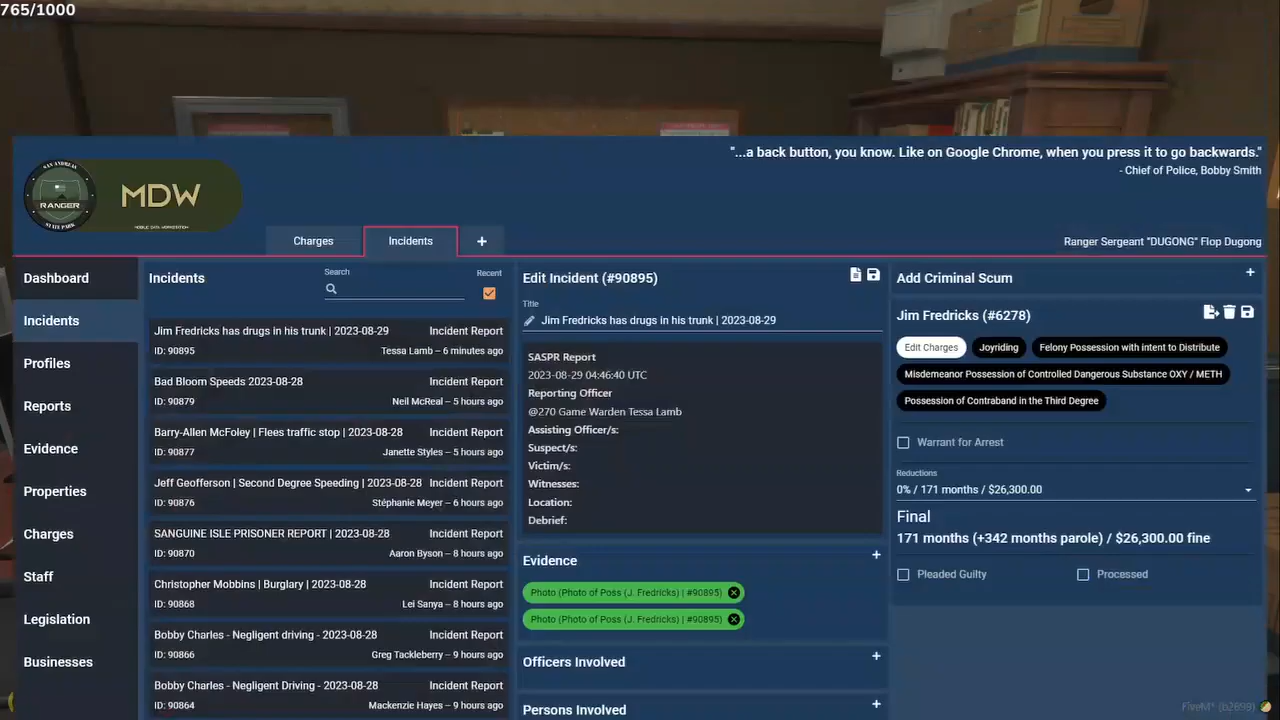 765/1000
"...a back button, you know. Like on Google Chrome, when you press it to go backwards."
- Chief of Police, Bobby Smith
SAN ANDREAS
RANGER
STATE PARK
MDW
MOBILE DATA WORKSTATION
Charges
Incidents
+
Ranger Sergeant "DUGONG" Flop Dugong
Dashboard
Incidents
Profiles
Reports
Evidence
Properties
Charges
Staff
Legislation
Businesses
Incidents
Search
Recent
Jim Fredricks has drugs in his trunk | 2023-08-29 Incident Report
ID: 90895 Tessa Lamb – 6 minutes ago
Bad Bloom Speeds 2023-08-28 Incident Report
ID: 90879 Neil McReal – 5 hours ago
Barry-Allen McFoley | Flees traffic stop | 2023-08-28 Incident Report
ID: 90877 Janette Styles – 5 hours ago
Jeff Geofferson | Second Degree Speeding | 2023-08-28 Incident Report
ID: 90876 Stéphanie Meyer – 6 hours ago
SANGUINE ISLE PRISONER REPORT | 2023-08-28 Incident Report
ID: 90870 Aaron Byson – 8 hours ago
Christopher Mobbins | Burglary | 2023-08-28 Incident Report
ID: 90868 Lei Sanya – 8 hours ago
Bobby Charles - Negligent driving - 2023-08-28 Incident Report
ID: 90866 Greg Tackleberry – 9 hours ago
Bobby Charles - Negligent Driving - 2023-08-28 Incident Report
ID: 90864 Mackenzie Hayes – 9 hours ago
Edit Incident (#90895)
Title
Jim Fredricks has drugs in his trunk | 2023-08-29
SASPR Report
2023-08-29 04:46:40 UTC
Reporting Officer
@270 Game Warden Tessa Lamb
Assisting Officer/s:
Suspect/s:
Victim/s:
Witnesses:
Location:
Debrief:
Evidence +
Photo (Photo of Poss (J. Fredricks) | #90895)
Photo (Photo of Poss (J. Fredricks) | #90895)
Officers Involved +
Persons Involved +
Add Criminal Scum +
Jim Fredricks (#6278)
Edit Charges Joyriding Felony Possession with intent to Distribute
Misdemeanor Possession of Controlled Dangerous Substance OXY / METH
Possession of Contraband in the Third Degree
Warrant for Arrest
Reductions
0% / 171 months / $26,300.00
Final
171 months (+342 months parole) / $26,300.00 fine
Pleaded Guilty Processed
FiveM* (b2699)